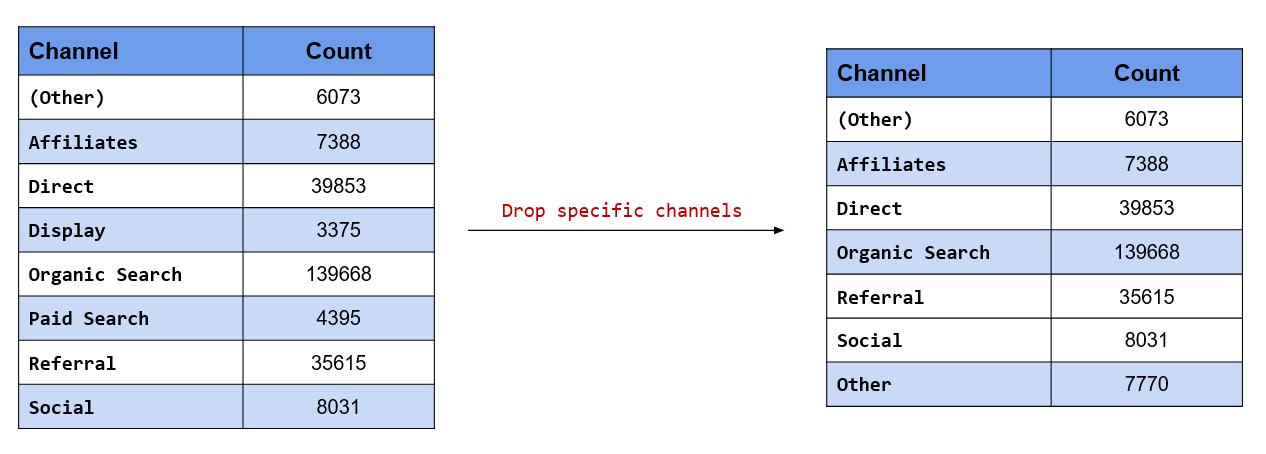 Channel Count
(Other) 6073
Affiliates 7388
Direct 39853
Display 3375
Organic Search 139668
Paid Search 4395
Referral 35615
Social 8031
Drop specific channels
Channel Count
(Other) 6073
Affiliates 7388
Direct 39853
Organic Search 139668
Referral 35615
Social 8031
Other 7770